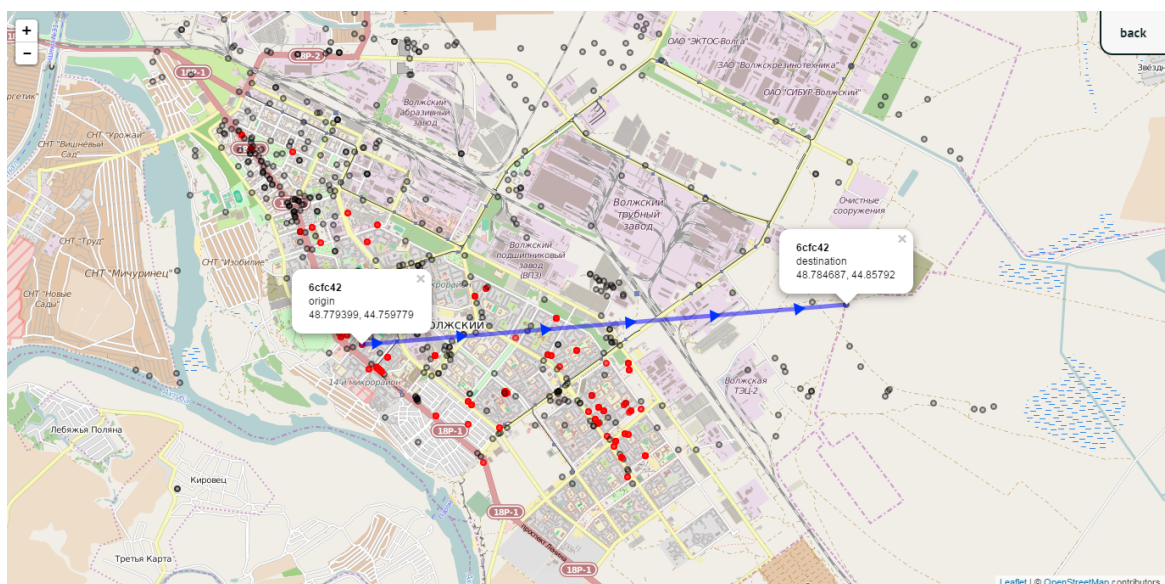 +
−
back
18Р-2
18Р-1
ОАО "ЭКТОС-Волга"
ЗАО "Волжскрезинотехника"
ОАО "СИБУР-Волжский"
Волжский
абразивный
завод
СНТ "Урожай"
СНТ "Вишнёвый
Сад"
СНТ "Труд"
СНТ "Изобилие"
СНТ "Мичуринец"
СНТ "Новые
Сады"
Волжский
трубный
завод
Волжский
подшипниковый
завод
(ВПЗ)
Очистные
сооружения
6cfc42
destination
48.784687, 44.85792
6cfc42
origin
48.779399, 44.759779
14-й микрорайон
Волжская
ТЭЦ-2
Лебяжья Поляна
18Р-1
Кировец
18Р-1
проспект Ленина
Третья Карта
18Р-1
Leaflet | © OpenStreetMap contributors